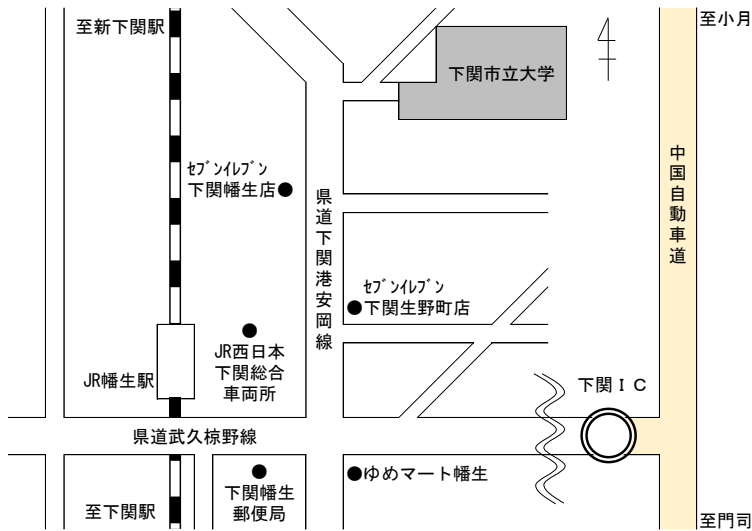 至新下関駅
至小月
下関市立大学
中国自動車道
ｾﾌﾞﾝｲﾚﾌﾞﾝ
下関幡生店
県道下関港安岡線
ｾﾌﾞﾝｲﾚﾌﾞﾝ
下関生野町店
JR西日本
下関総合
車両所
JR幡生駅
下関ＩＣ
県道武久椋野線
下関幡生
郵便局
ゆめマート幡生
至下関駅
至門司